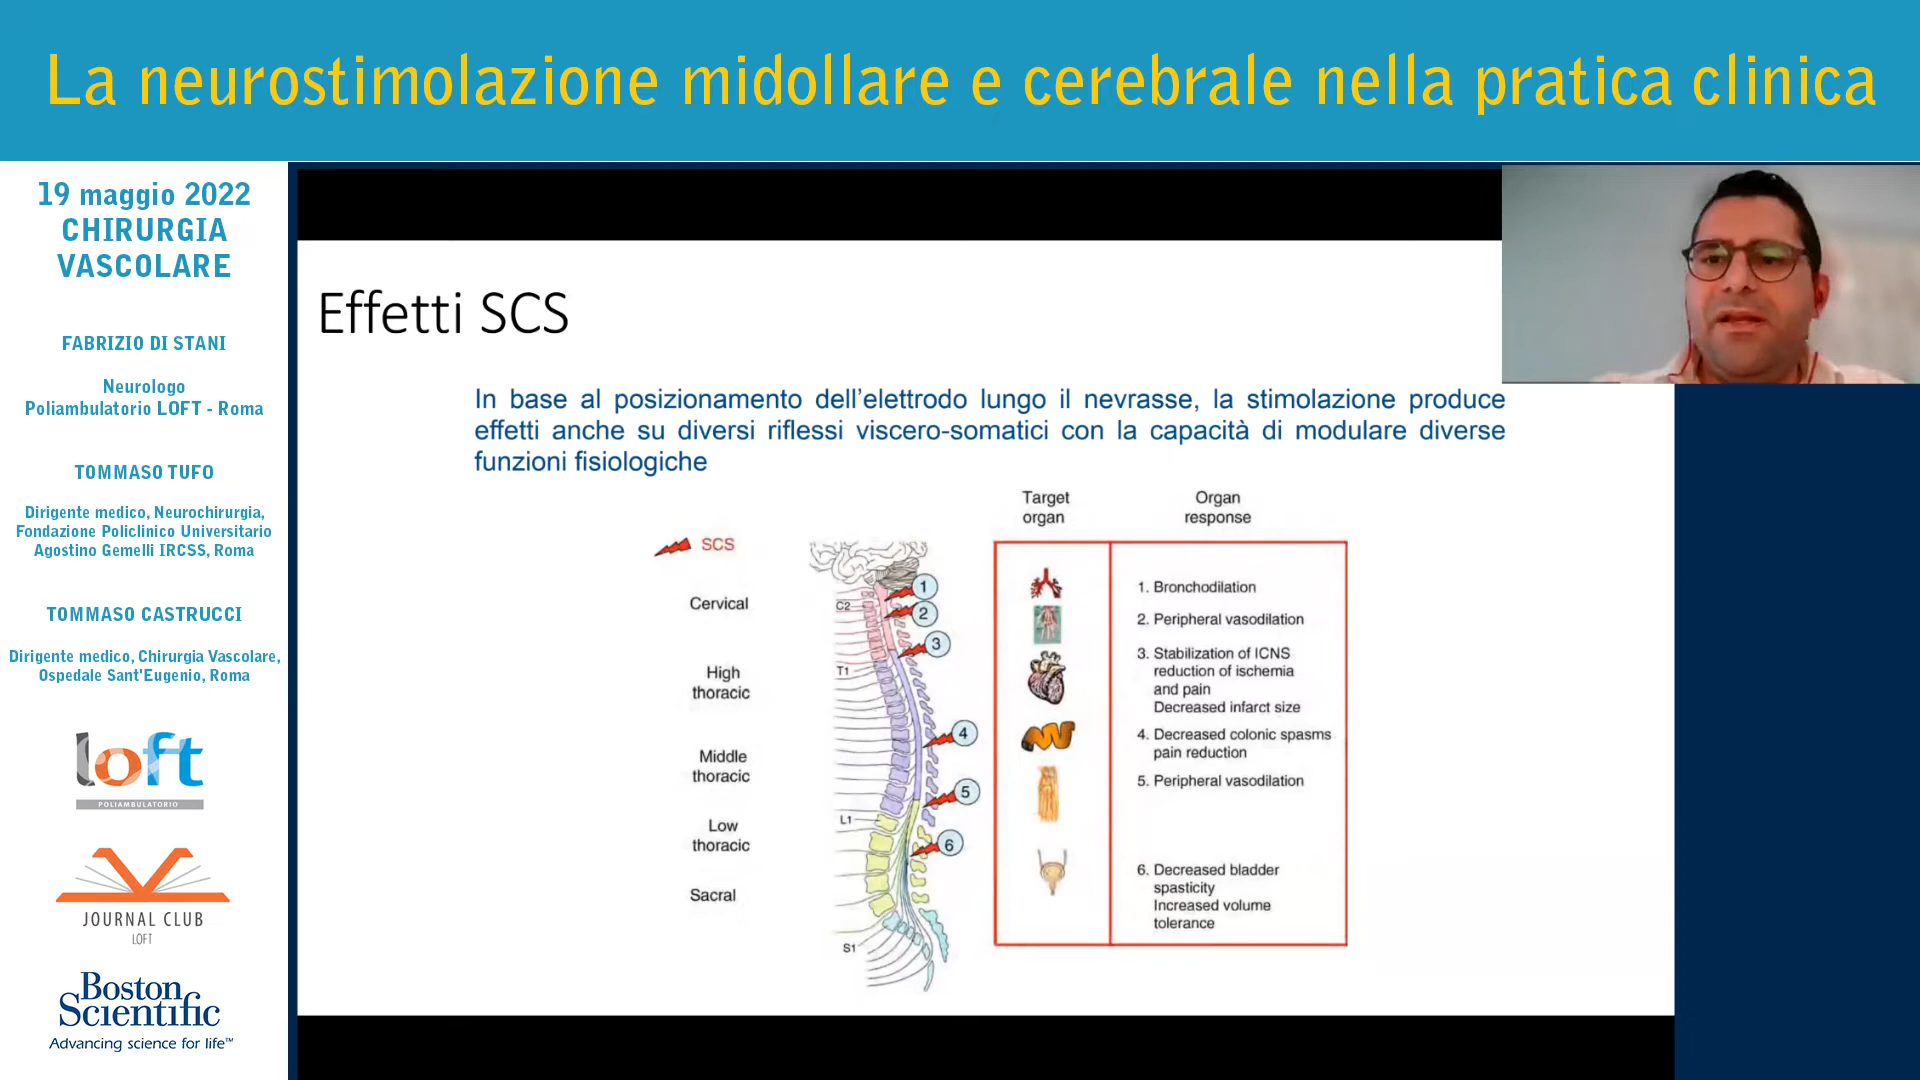 La neurostimolazione midollare e cerebrale nella pratica clinica
19 maggio 2022
CHIRURGIA
VASCOLARE
FABRIZIO DI STANI
Neurologo
Poliambulatorio LOFT - Roma
TOMMASO TUFO
Dirigente medico, Neurochirurgia,
Fondazione Policlinico Universitario
Agostino Gemelli IRCSS, Roma
TOMMASO CASTRUCCI
Dirigente medico, Chirurgia Vascolare,
Ospedale Sant'Eugenio, Roma
loft
POLIAMBULATORIO
JOURNAL CLUB
LOFT
Boston
Scientific
Advancing science for life™
Effetti SCS
In base al posizionamento dell'elettrodo lungo il nevrasse, la stimolazione produce
effetti anche su diversi riflessi viscero-somatici con la capacità di modulare diverse
funzioni fisiologiche
SCS
Cervical
High
thoracic
Middle
thoracic
Low
thoracic
Sacral
C2
T1
L1
S1
1
2
3
4
5
6
Target
organ
Organ
response
1. Bronchodilation
2. Peripheral vasodilation
3. Stabilization of ICNS
reduction of ischemia
and pain
Decreased infarct size
4. Decreased colonic spasms
pain reduction
5. Peripheral vasodilation
6. Decreased bladder
spasticity
Increased volume
tolerance